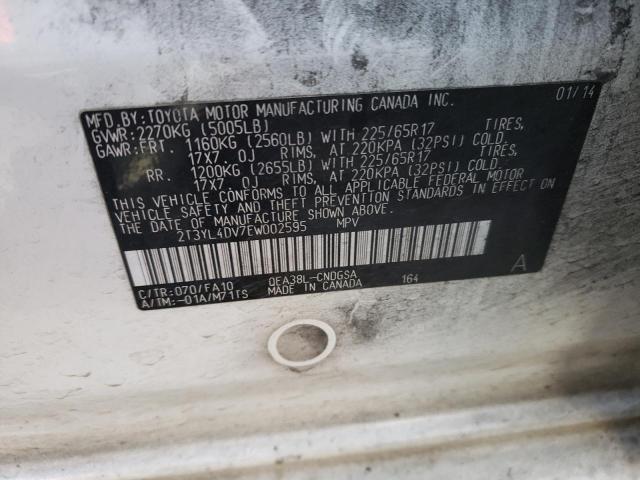 MFD.BY:TOYOTA MOTOR MANUFACTURING CANADA INC. 01/14
GVWR:2270KG (5005LB)
GAWR:FRT. 1160KG (2560LB) WITH 225/65R17 TIRES,
17X7.0J RIMS, AT 220KPA (32PSI) COLD
RR. 1200KG (2655LB) WITH 225/65R17 TIRES,
17X7.0J RIMS, AT 220KPA (32PSI) COLD
THIS VEHICLE CONFORMS TO ALL APPLICABLE FEDERAL MOTOR
VEHICLE SAFETY AND THEFT PREVENTION STANDARDS IN EFFECT ON
THE DATE OF MANUFACTURE SHOWN ABOVE.
2T3YL4DV7EW002595 MPV
C/TR:070/FA10 QEA38L-CNDGSA 164 A
A/TM:-01A/M71TS MADE IN CANADA